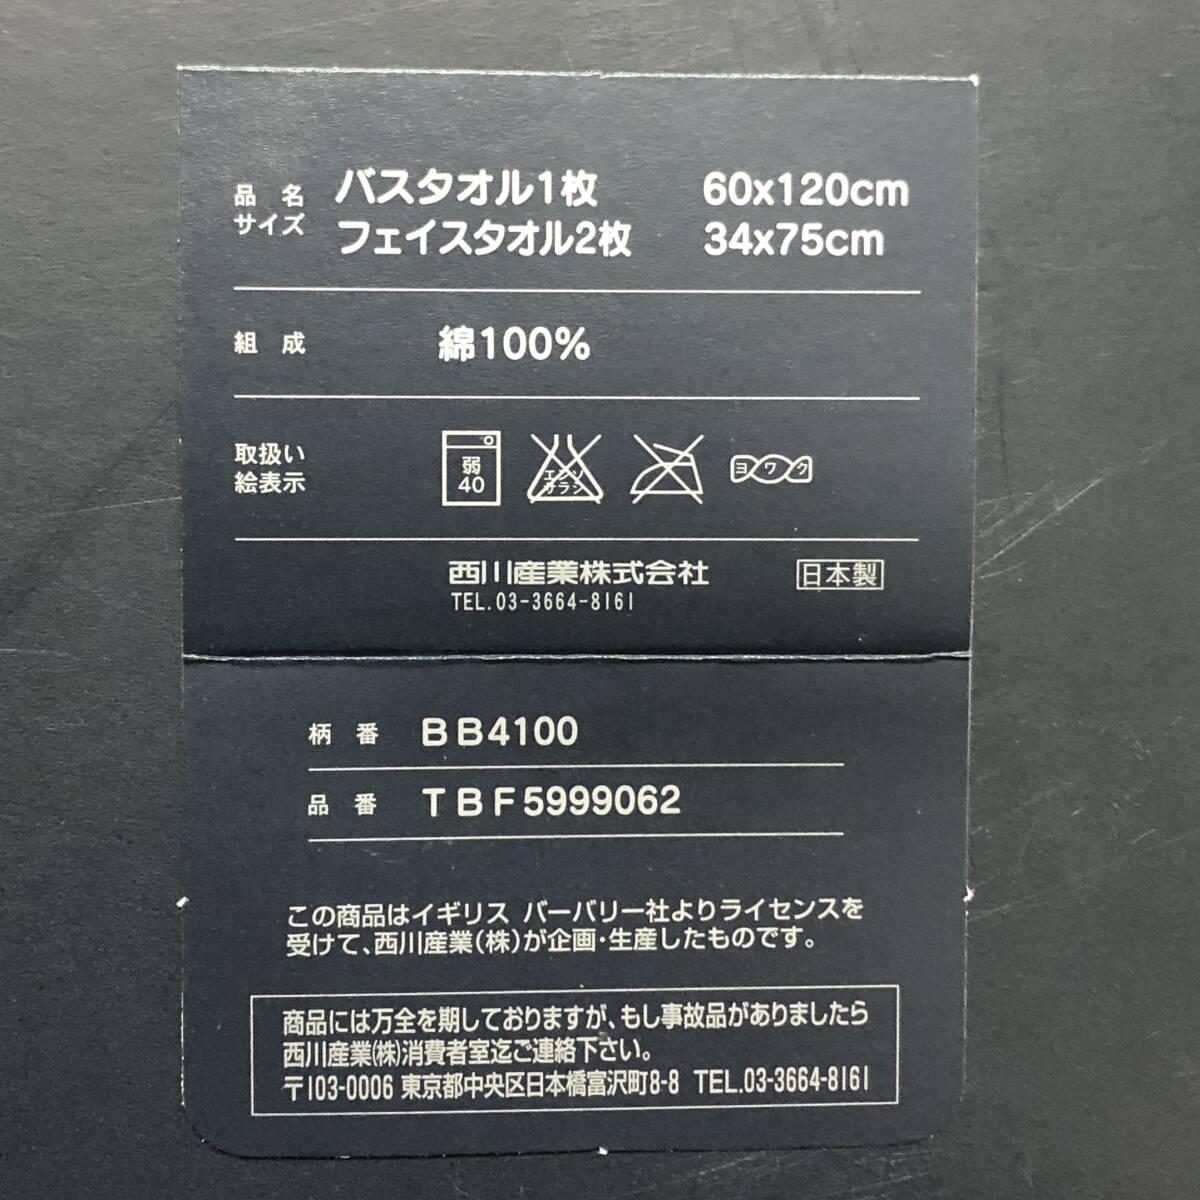 品名 バスタオル1枚 60x120cm
サイズ フェイスタオル2枚 34x75cm
組成 綿100%
取扱い
絵表示
弱
40
エンソ
サラシ
ヨワク
西川産業株式会社 日本製
TEL.03-3664-8161
柄番 BB4100
品番 TBF5999062
この商品はイギリス バーバリー社よりライセンスを
受けて、西川産業(株)が企画・生産したものです。
商品には万全を期しておりますが、もし事故品がありましたら
西川産業(株)消費者室迄ご連絡下さい。
〒103-0006 東京都中央区日本橋富沢町8-8 TEL.03-3664-8161